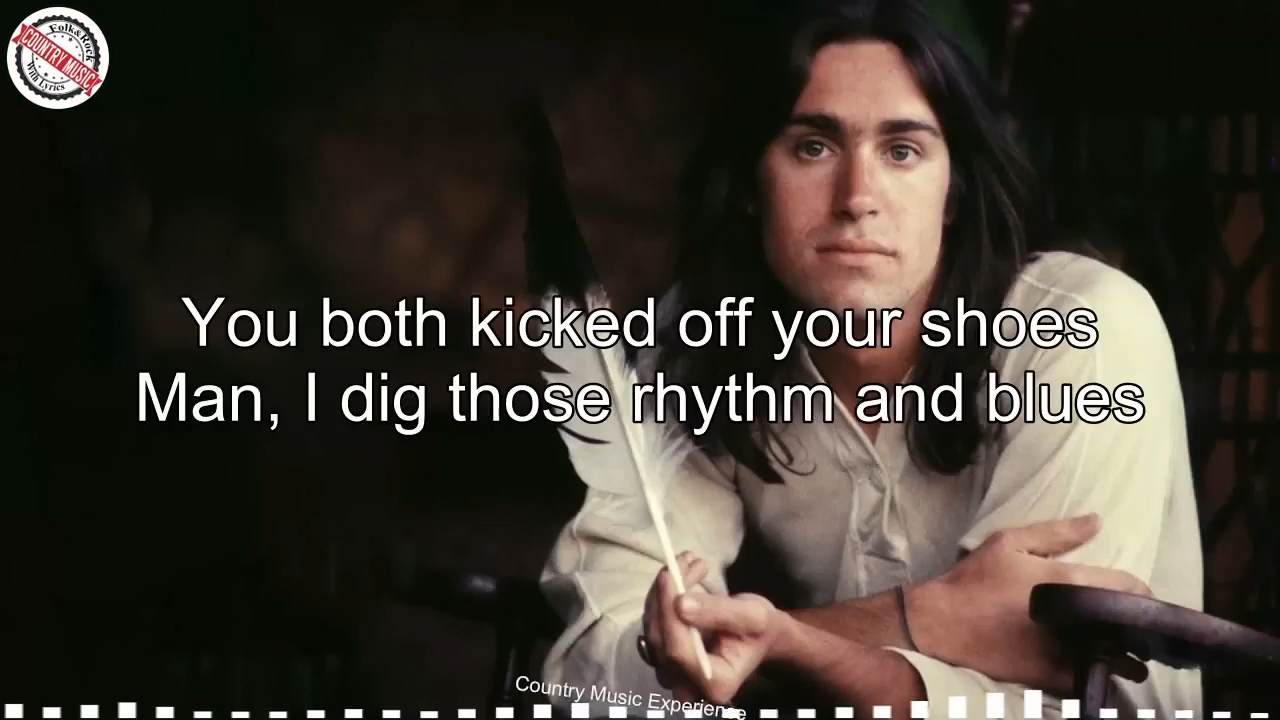 Folk&Rock
COUNTRY MUSIC
With Lyrics
You both kicked off your shoes
Man, I dig those rhythm and blues
Country Music Experience